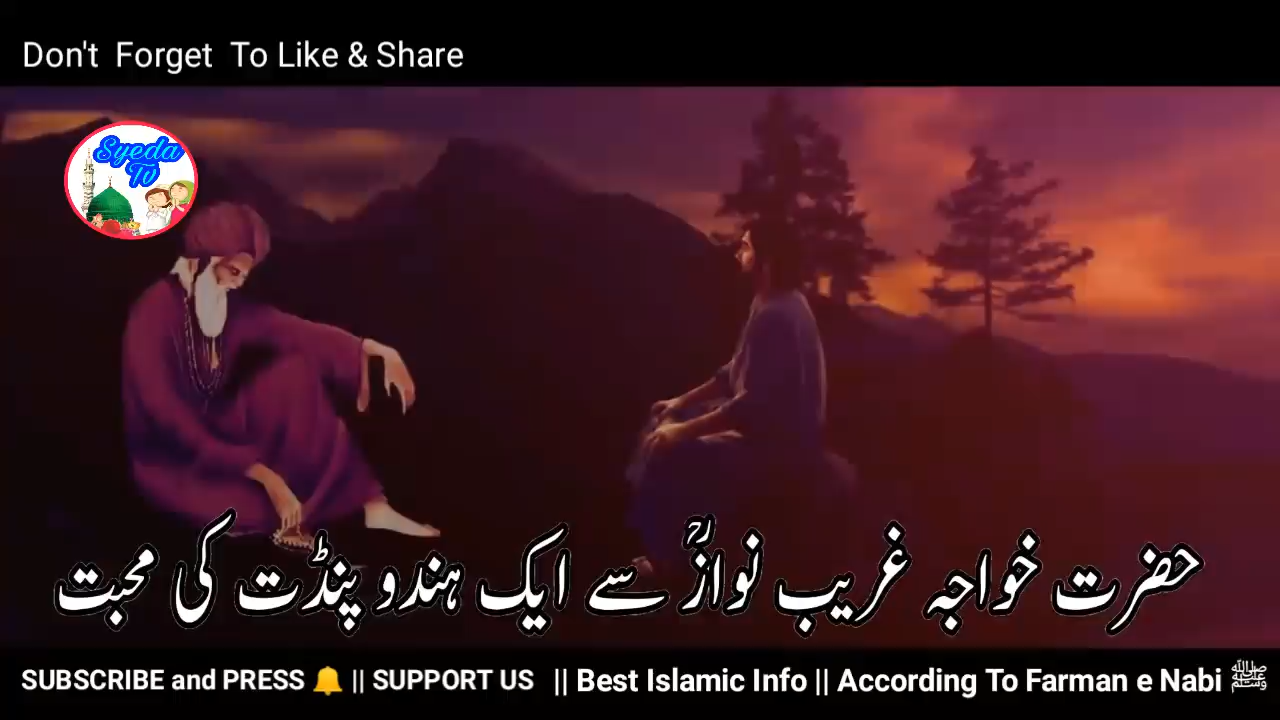 Don't Forget To Like & Share
Syeda
Tv
حضرت خواجہ غریب نوازؒ سے ایک ہندو پنڈت کی محبت
SUBSCRIBE and PRESS 🔔 || SUPPORT US || Best Islamic Info || According To Farman e Nabi ﷺ